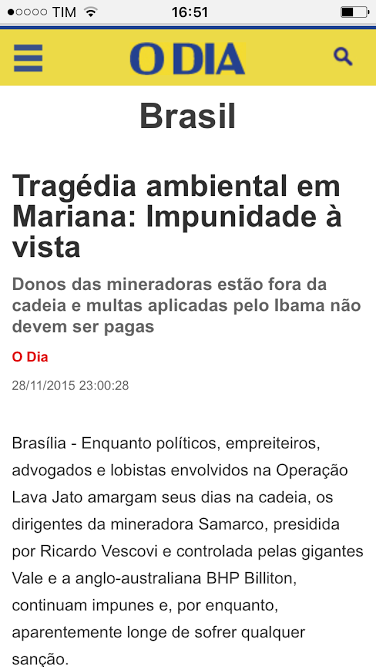 TIM 16:51
O DIA
Brasil
Tragédia ambiental em
Mariana: Impunidade à
vista
Donos das mineradoras estão fora da
cadeia e multas aplicadas pelo Ibama não
devem ser pagas
O Dia
28/11/2015 23:00:28
Brasília - Enquanto políticos, empreiteiros,
advogados e lobistas envolvidos na Operação
Lava Jato amargam seus dias na cadeia, os
dirigentes da mineradora Samarco, presidida
por Ricardo Vescovi e controlada pelas gigantes
Vale e a anglo-australiana BHP Billiton,
continuam impunes e, por enquanto,
aparentemente longe de sofrer qualquer
sanção.